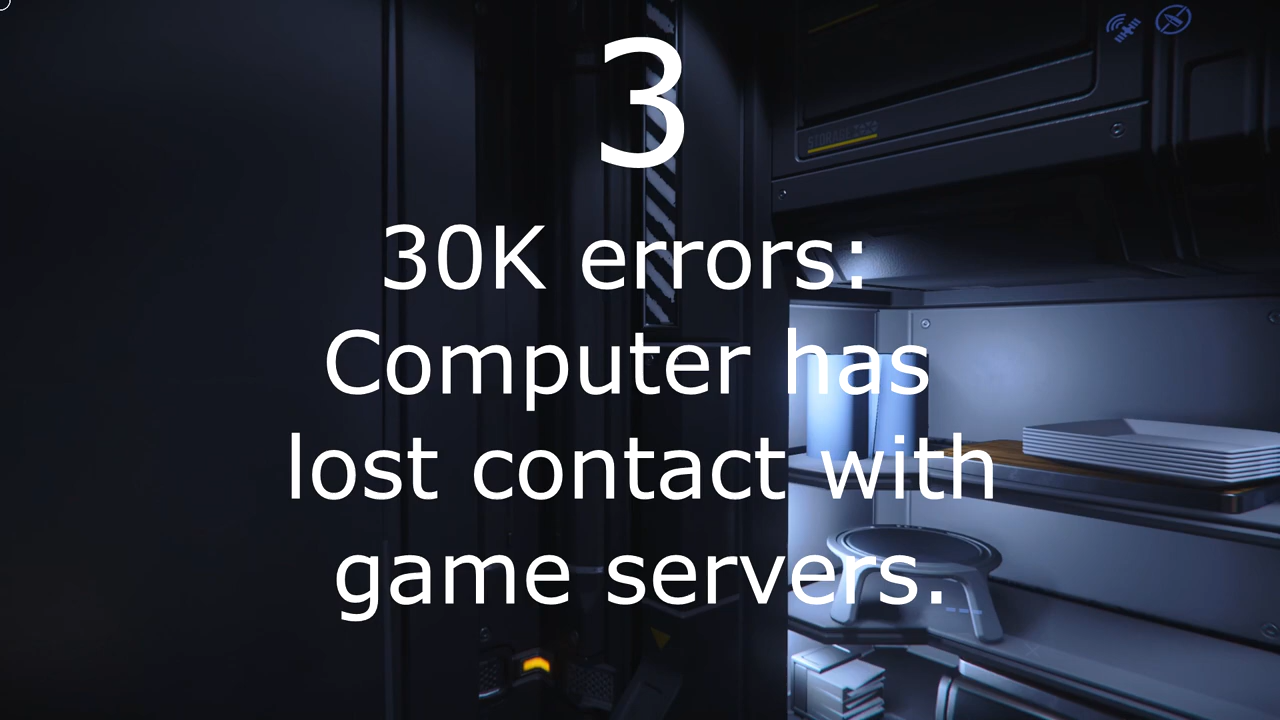 3
30K errors:
Computer has
lost contact with
game servers.